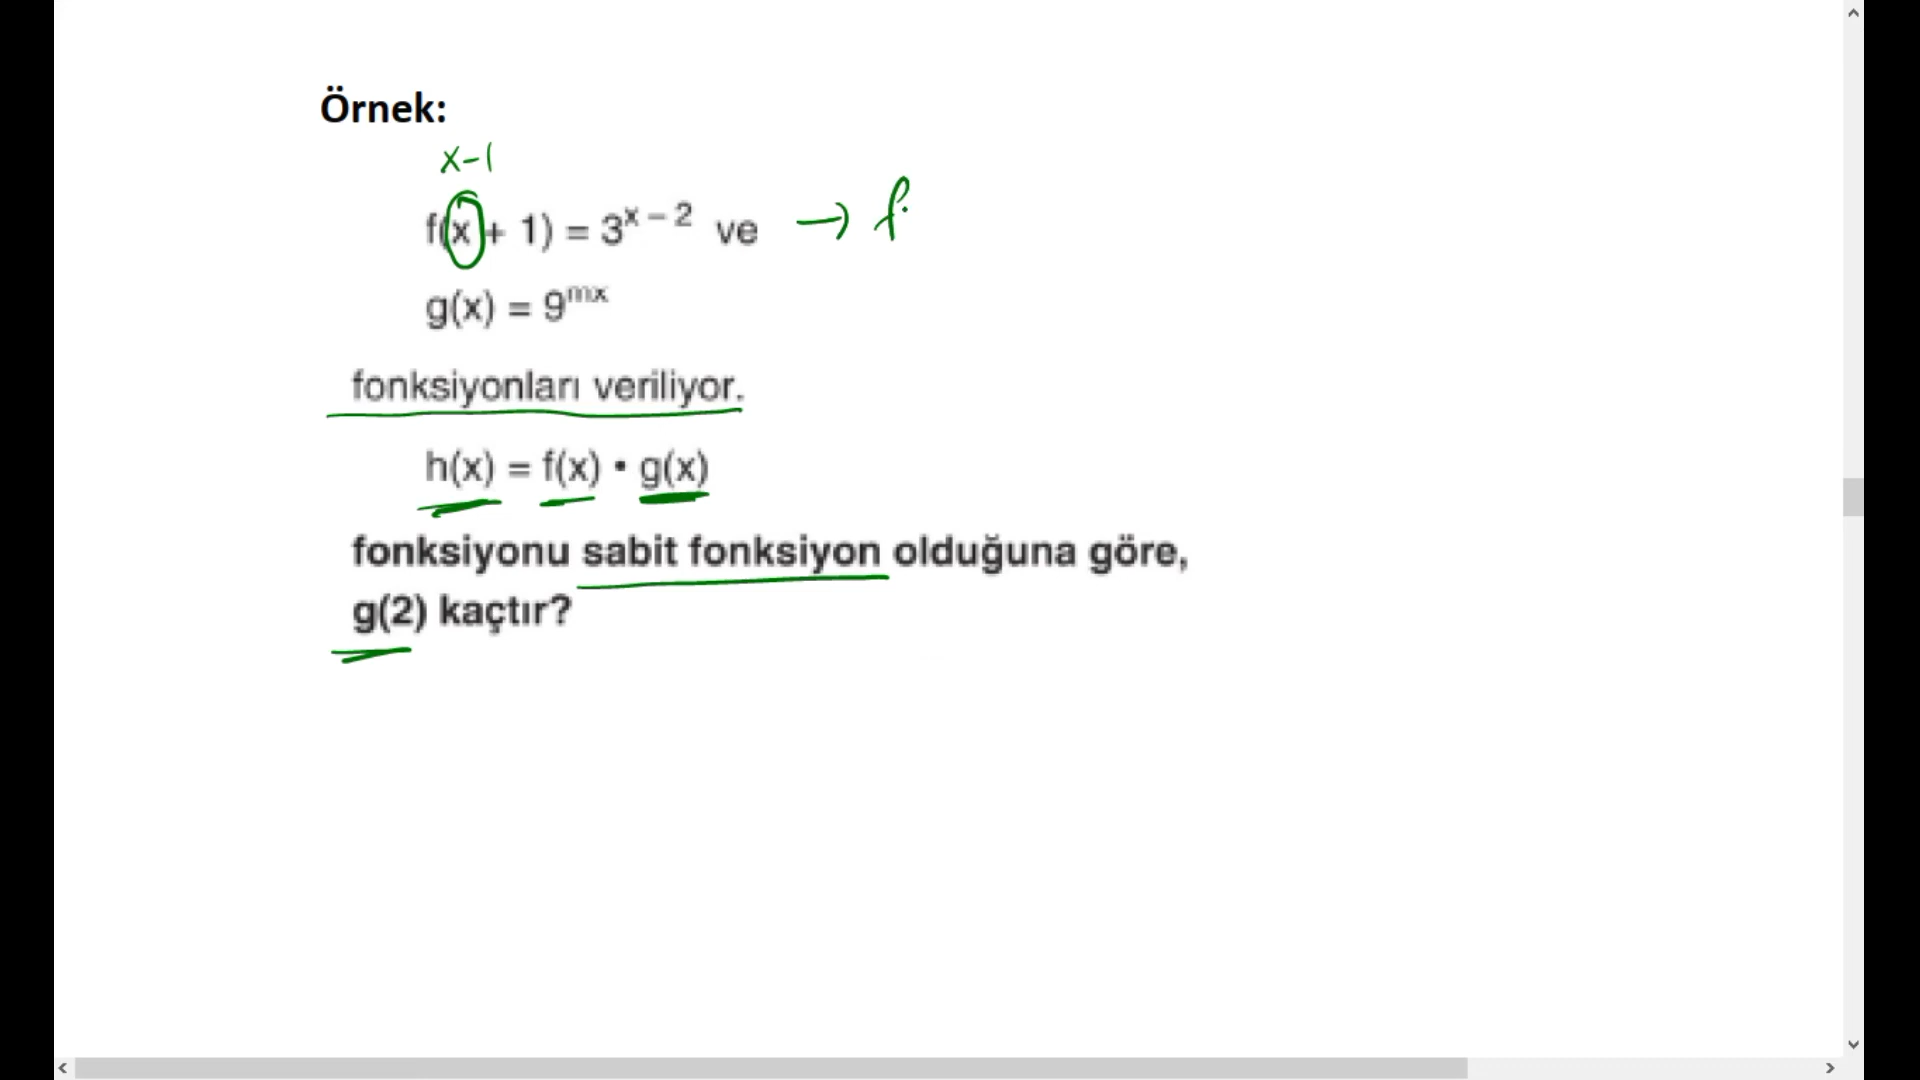 Örnek:
x-1
f(x + 1) = 3^{x - 2} ve → f
g(x) = 9^{mx}
fonksiyonları veriliyor.
h(x) = f(x) • g(x)
fonksiyonu sabit fonksiyon olduğuna göre,
g(2) kaçtır?